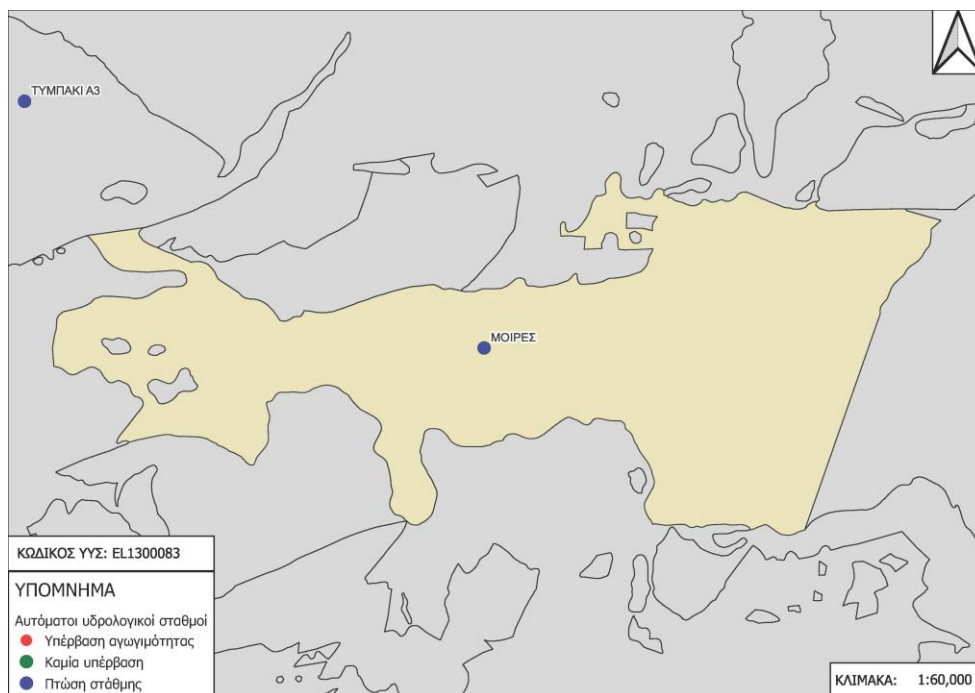 ΤΥΜΠΑΚΙ Α3
ΜΟΙΡΕΣ
ΚΩΔΙΚΟΣ ΥΥΣ: EL1300083
ΥΠΟΜΝΗΜΑ
Αυτόματοι υδρολογικοί σταθμοί
Υπέρβαση αγωγιμότητας
Καμία υπέρβαση
Πτώση στάθμης
ΚΛΙΜΑΚΑ: 1:60,000